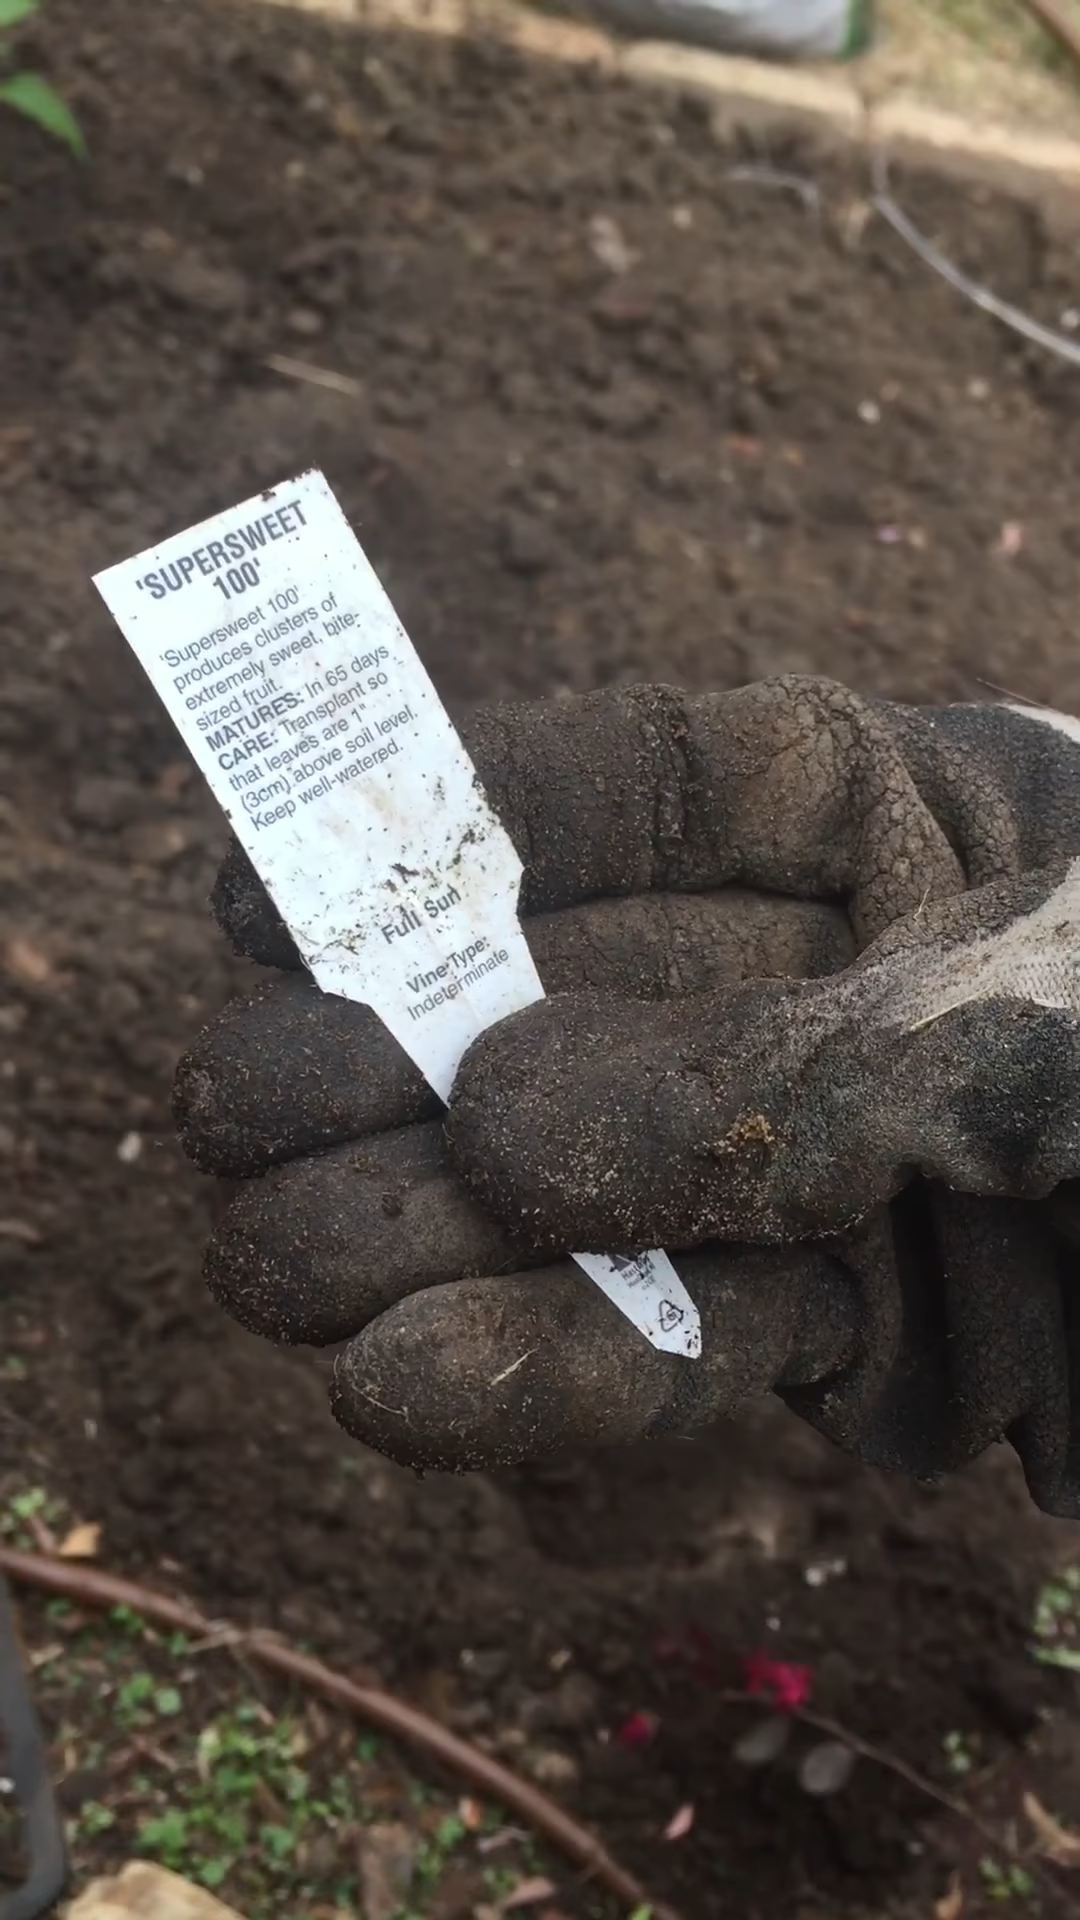 'SUPERSWEET
100'
'Supersweet 100'
produces clusters of
extremely sweet, bite-
sized fruit.
MATURES: In 65 days
CARE: Transplant so
that leaves are 1"
(3cm) above soil level.
Keep well-watered.
Full Sun
Vine Type:
Indeterminate